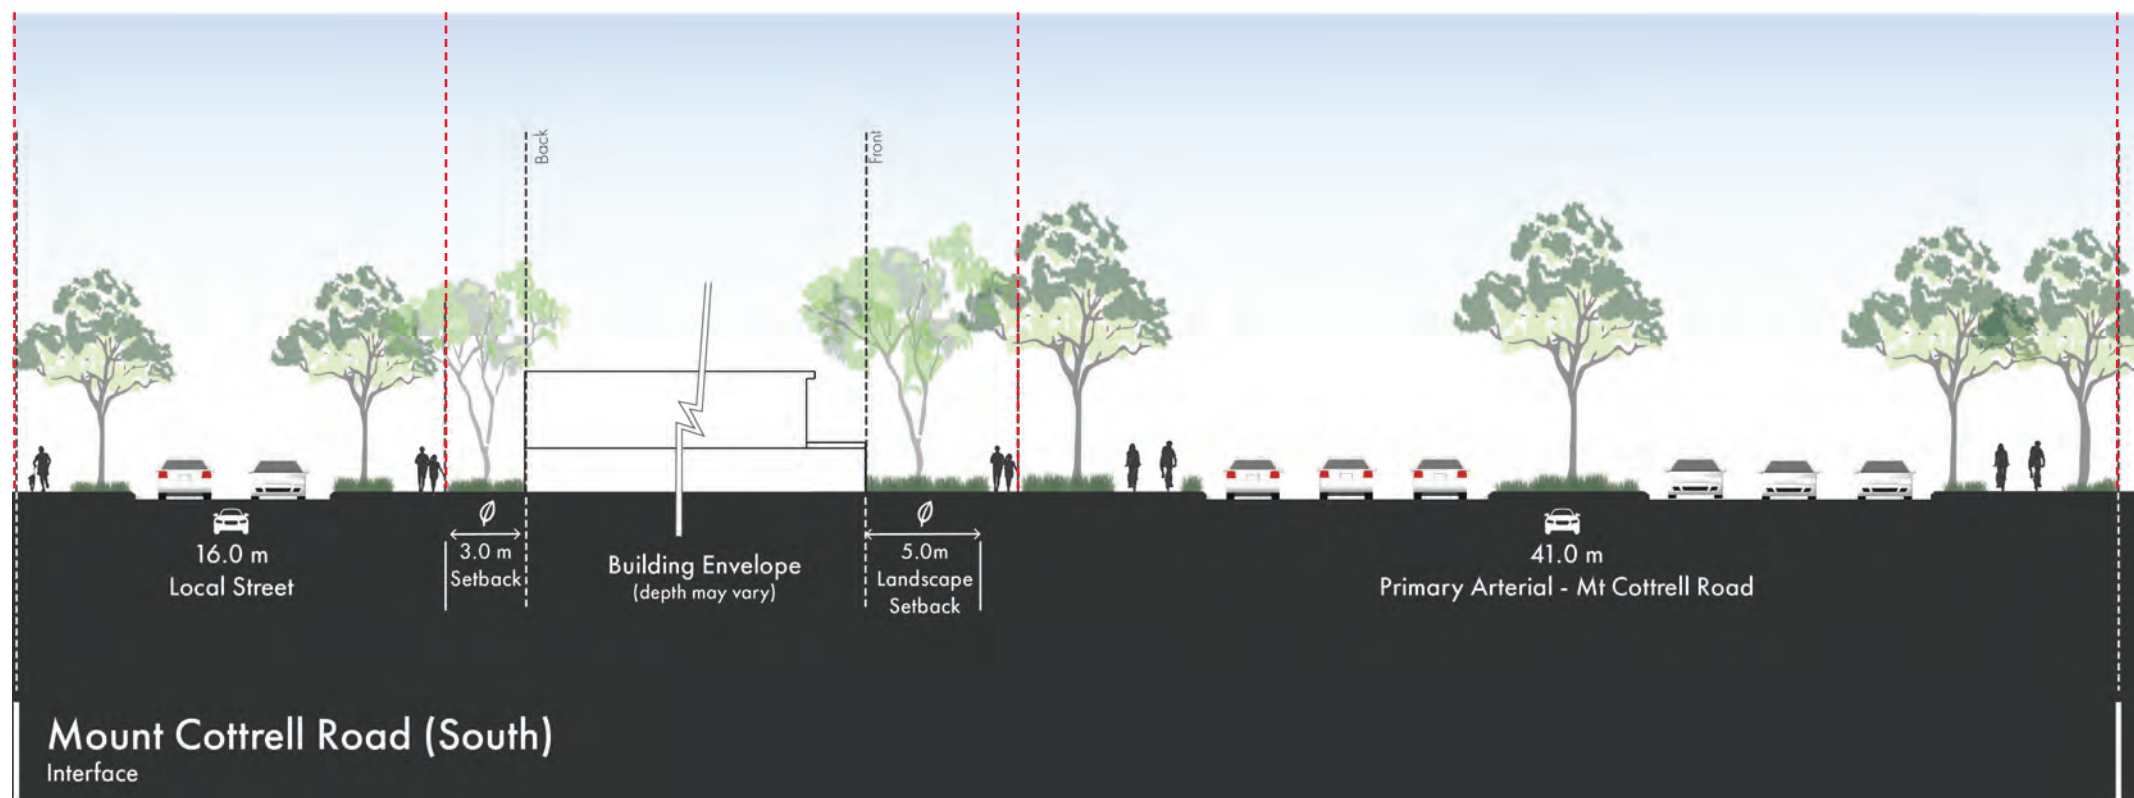 Back
Front
16.0 m
Local Street
3.0 m
Setback
Building Envelope
(depth may vary)
5.0m
Landscape
Setback
41.0 m
Primary Arterial - Mt Cottrell Road
Mount Cottrell Road (South)
Interface